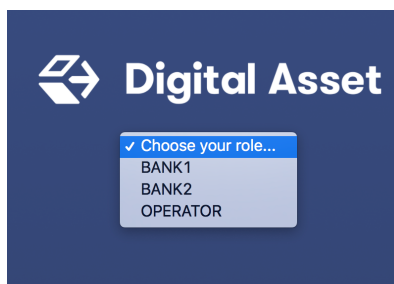 Digital Asset
✓ Choose your role...
BANK1
BANK2
OPERATOR